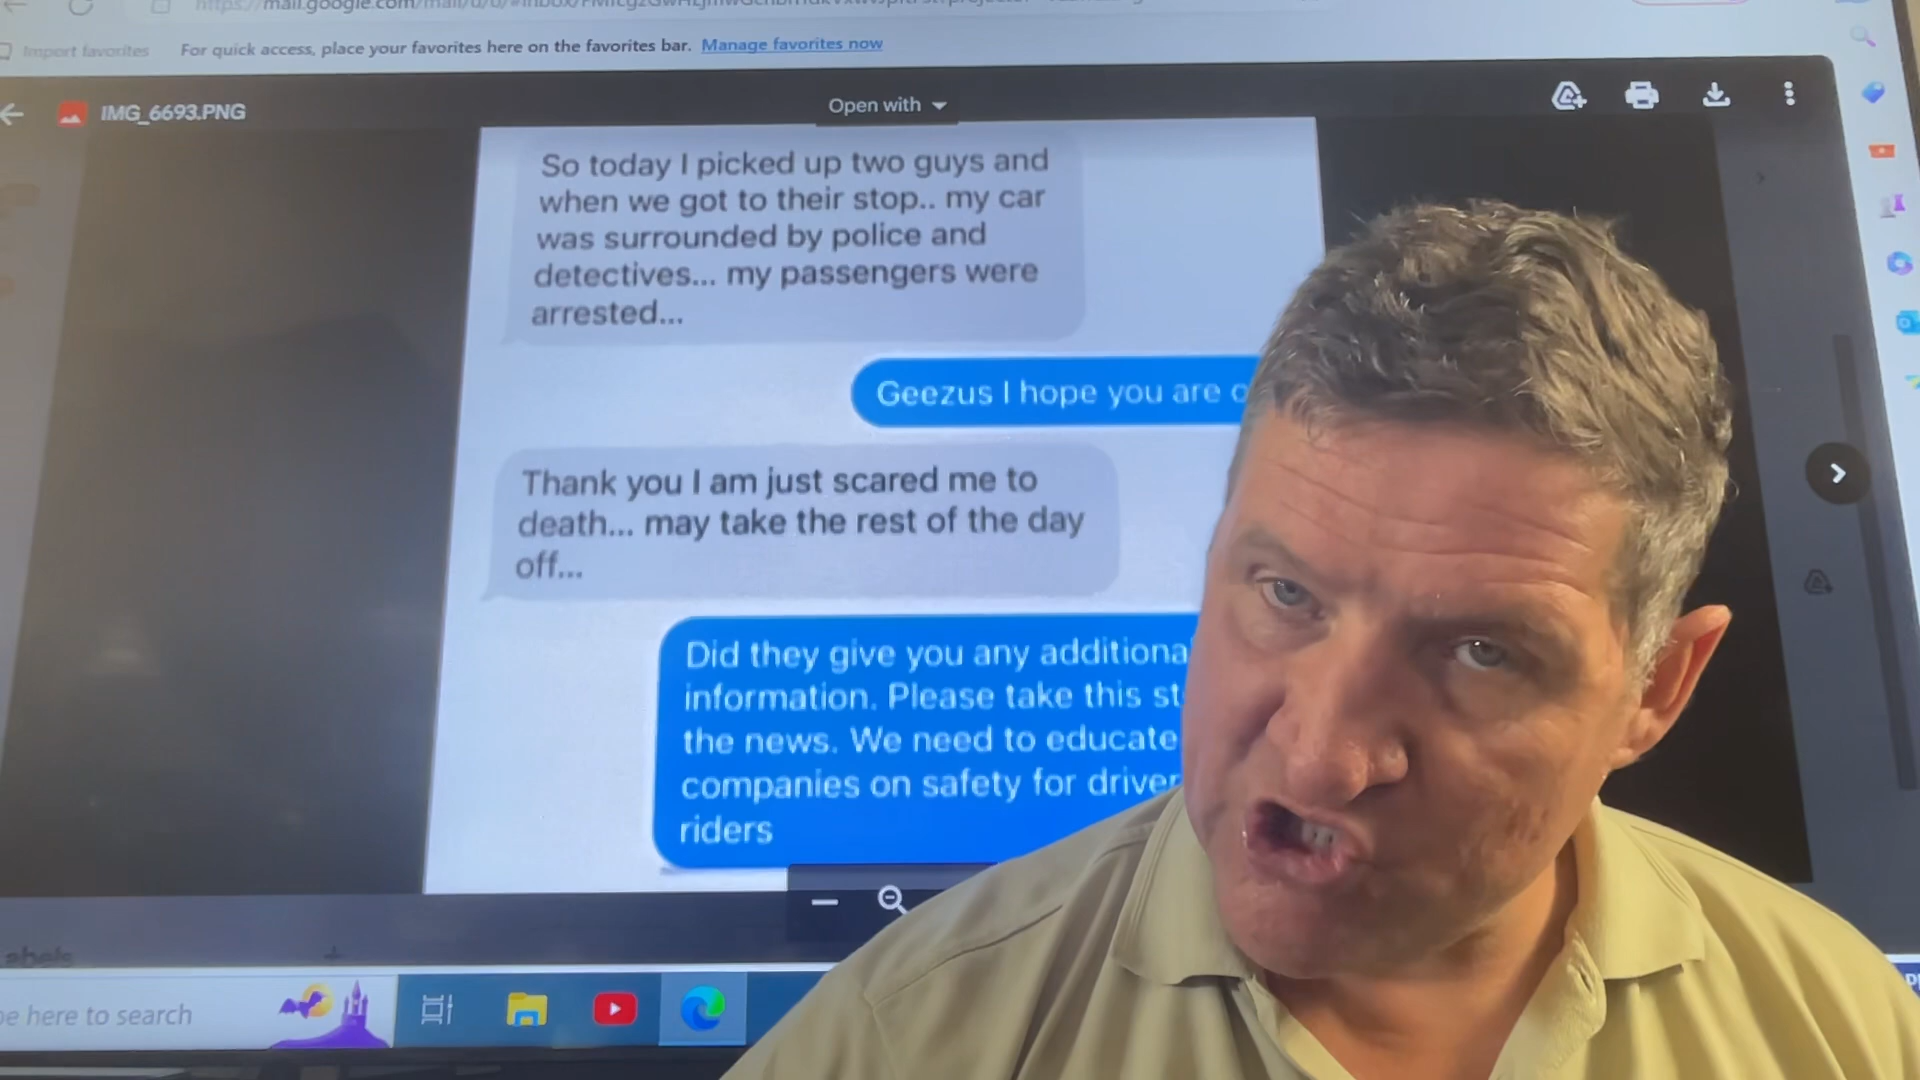 Import favorites
For quick access, place your favorites here on the favorites bar. Manage favorites now
IMG_6693.PNG
Open with
So today I picked up two guys and
when we got to their stop.. my car
was surrounded by police and
detectives... my passengers were
arrested...
Geezus I hope you are
Thank you I am just scared me to
death... may take the rest of the day
off...
Did they give you any additiona
information. Please take this st
the news. We need to educate
companies on safety for driver
riders
abels
pe here to search